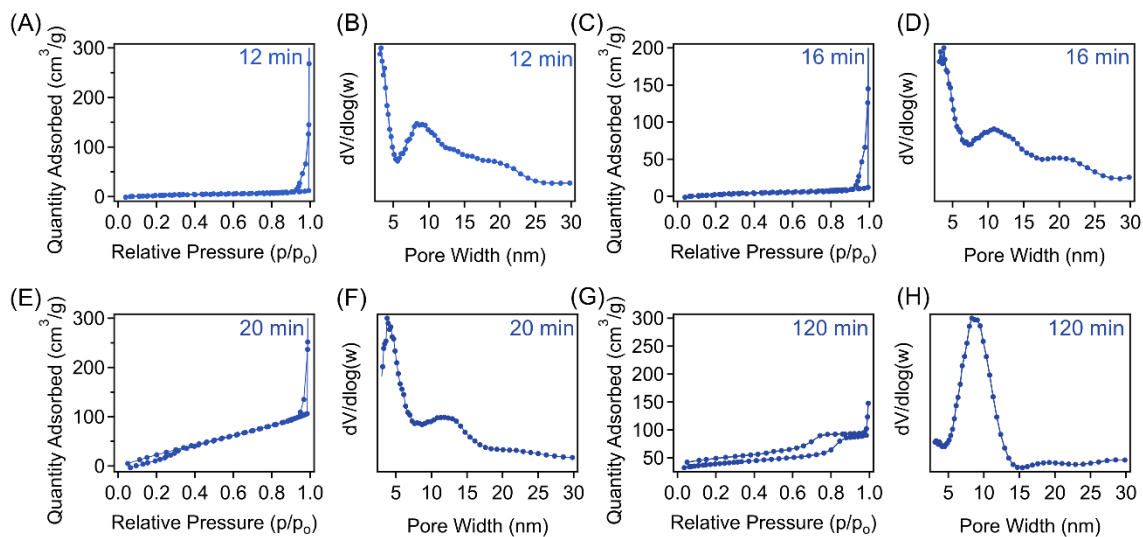 (A)
300
200
100
0
Quantity Adsorbed (cm³/g)
12 min
0.0 0.2 0.4 0.6 0.8 1.0
Relative Pressure (p/pₒ)
(B)
dV/dlog(w)
12 min
5 10 15 20 25 30
Pore Width (nm)
(C)
200
150
100
50
0
Quantity Adsorbed (cm³/g)
16 min
0.0 0.2 0.4 0.6 0.8 1.0
Relative Pressure (p/pₒ)
(D)
dV/dlog(w)
16 min
5 10 15 20 25 30
Pore Width (nm)
(E)
300
200
100
0
Quantity Adsorbed (cm³/g)
20 min
0.0 0.2 0.4 0.6 0.8 1.0
Relative Pressure (p/pₒ)
(F)
dV/dlog(w)
20 min
5 10 15 20 25 30
Pore Width (nm)
(G)
300
250
200
150
100
50
Quantity Adsorbed (cm³/g)
120 min
0.0 0.2 0.4 0.6 0.8 1.0
Relative Pressure (p/pₒ)
(H)
dV/dlog(w)
120 min
5 10 15 20 25 30
Pore Width (nm)